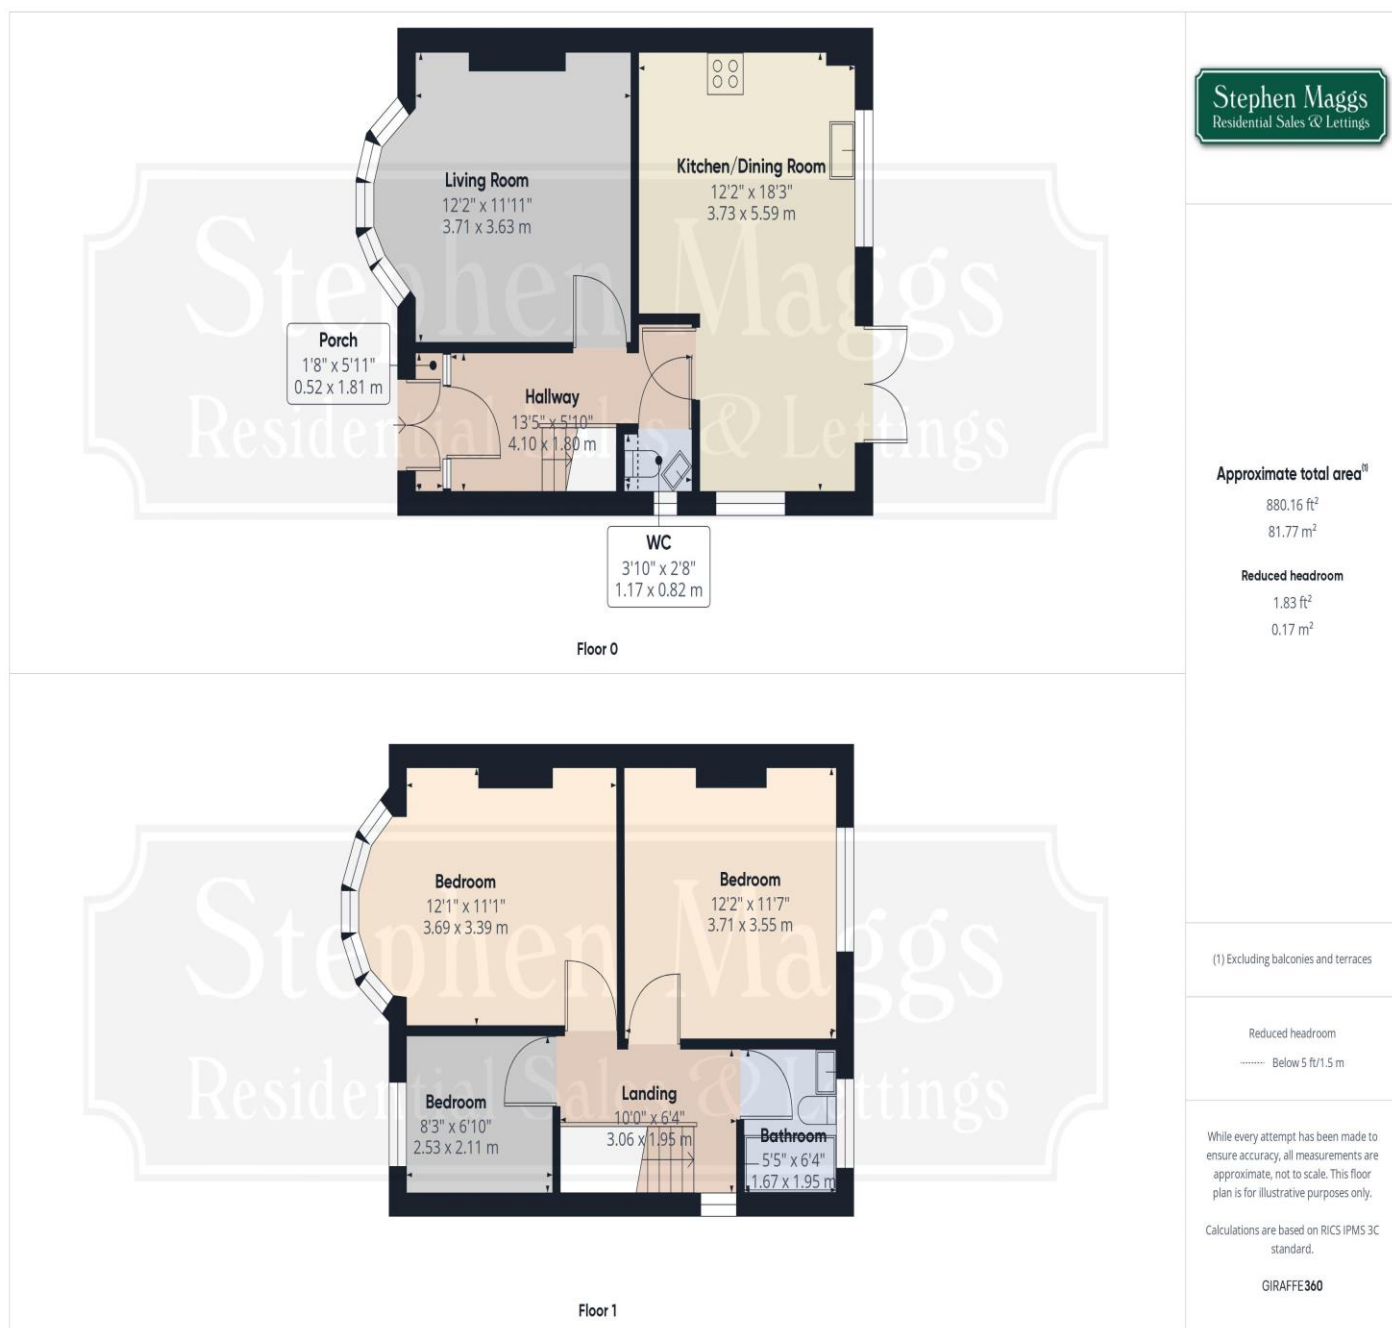 Stephen Maggs
Residential Sales & Lettings
Living Room
12'2" x 11'11"
3.71 x 3.63 m
Kitchen/Dining Room
12'2" x 18'3"
3.73 x 5.59 m
Porch
1'8" x 5'11"
0.52 x 1.81 m
Hallway
13'5" x 5'10"
4.10 x 1.80 m
WC
3'10" x 2'8"
1.17 x 0.82 m
Floor 0
Stephen Maggs
Residential Sales & Lettings
Bedroom
12'1" x 11'1"
3.69 x 3.39 m
Bedroom
12'2" x 11'7"
3.71 x 3.55 m
Bedroom
8'3" x 6'10"
2.53 x 2.11 m
Landing
10'0" x 6'4"
3.06 x 1.95 m
Bathroom
5'5" x 6'4"
1.67 x 1.95 m
Floor 1
Stephen Maggs
Residential Sales & Lettings
Approximate total area(1)
880.16 ft²
81.77 m²
Reduced headroom
1.83 ft²
0.17 m²
(1) Excluding balconies and terraces
Reduced headroom
Below 5 ft/1.5 m
While every attempt has been made to
ensure accuracy, all measurements are
approximate, not to scale. This floor
plan is for illustrative purposes only.
Calculations are based on RICS IPMS 3C
standard.
GIRAFFE360